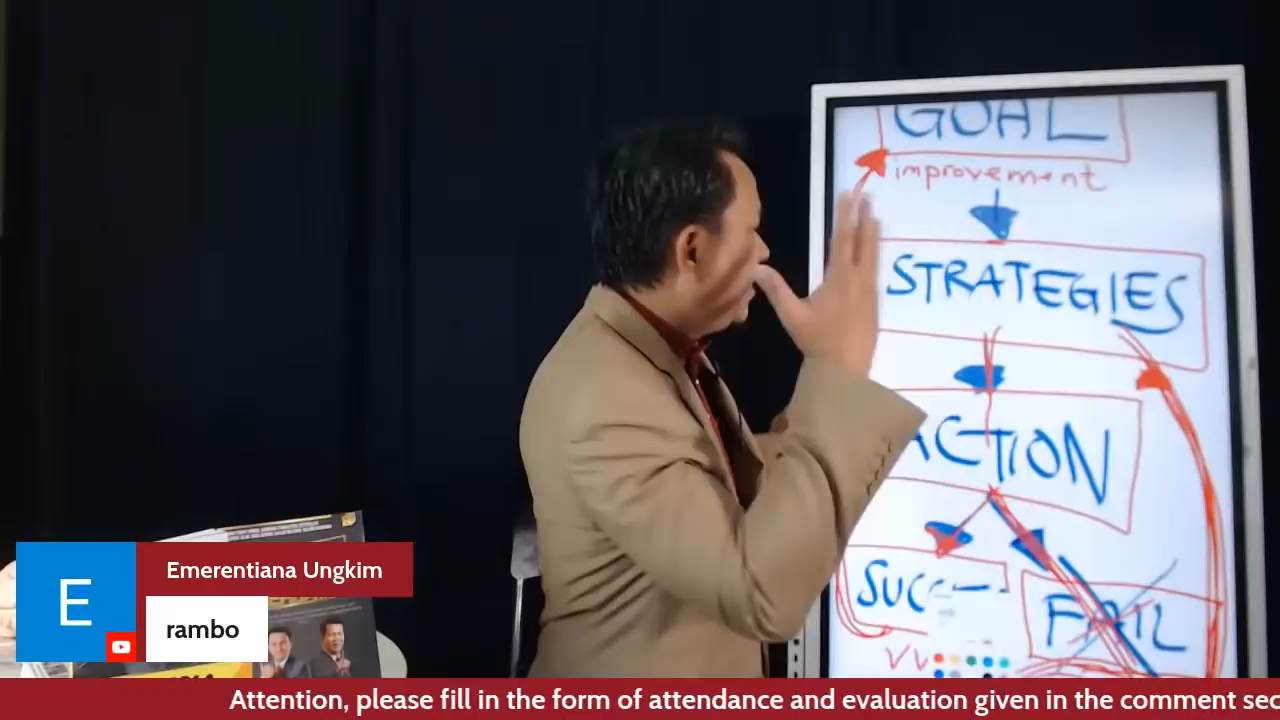 GOAL
improvement
STRATEGIES
ACTION
FAIL
E
Emerentiana Ungkim
rambo
Attention, please fill in the form of attendance and evaluation given in the comment sec